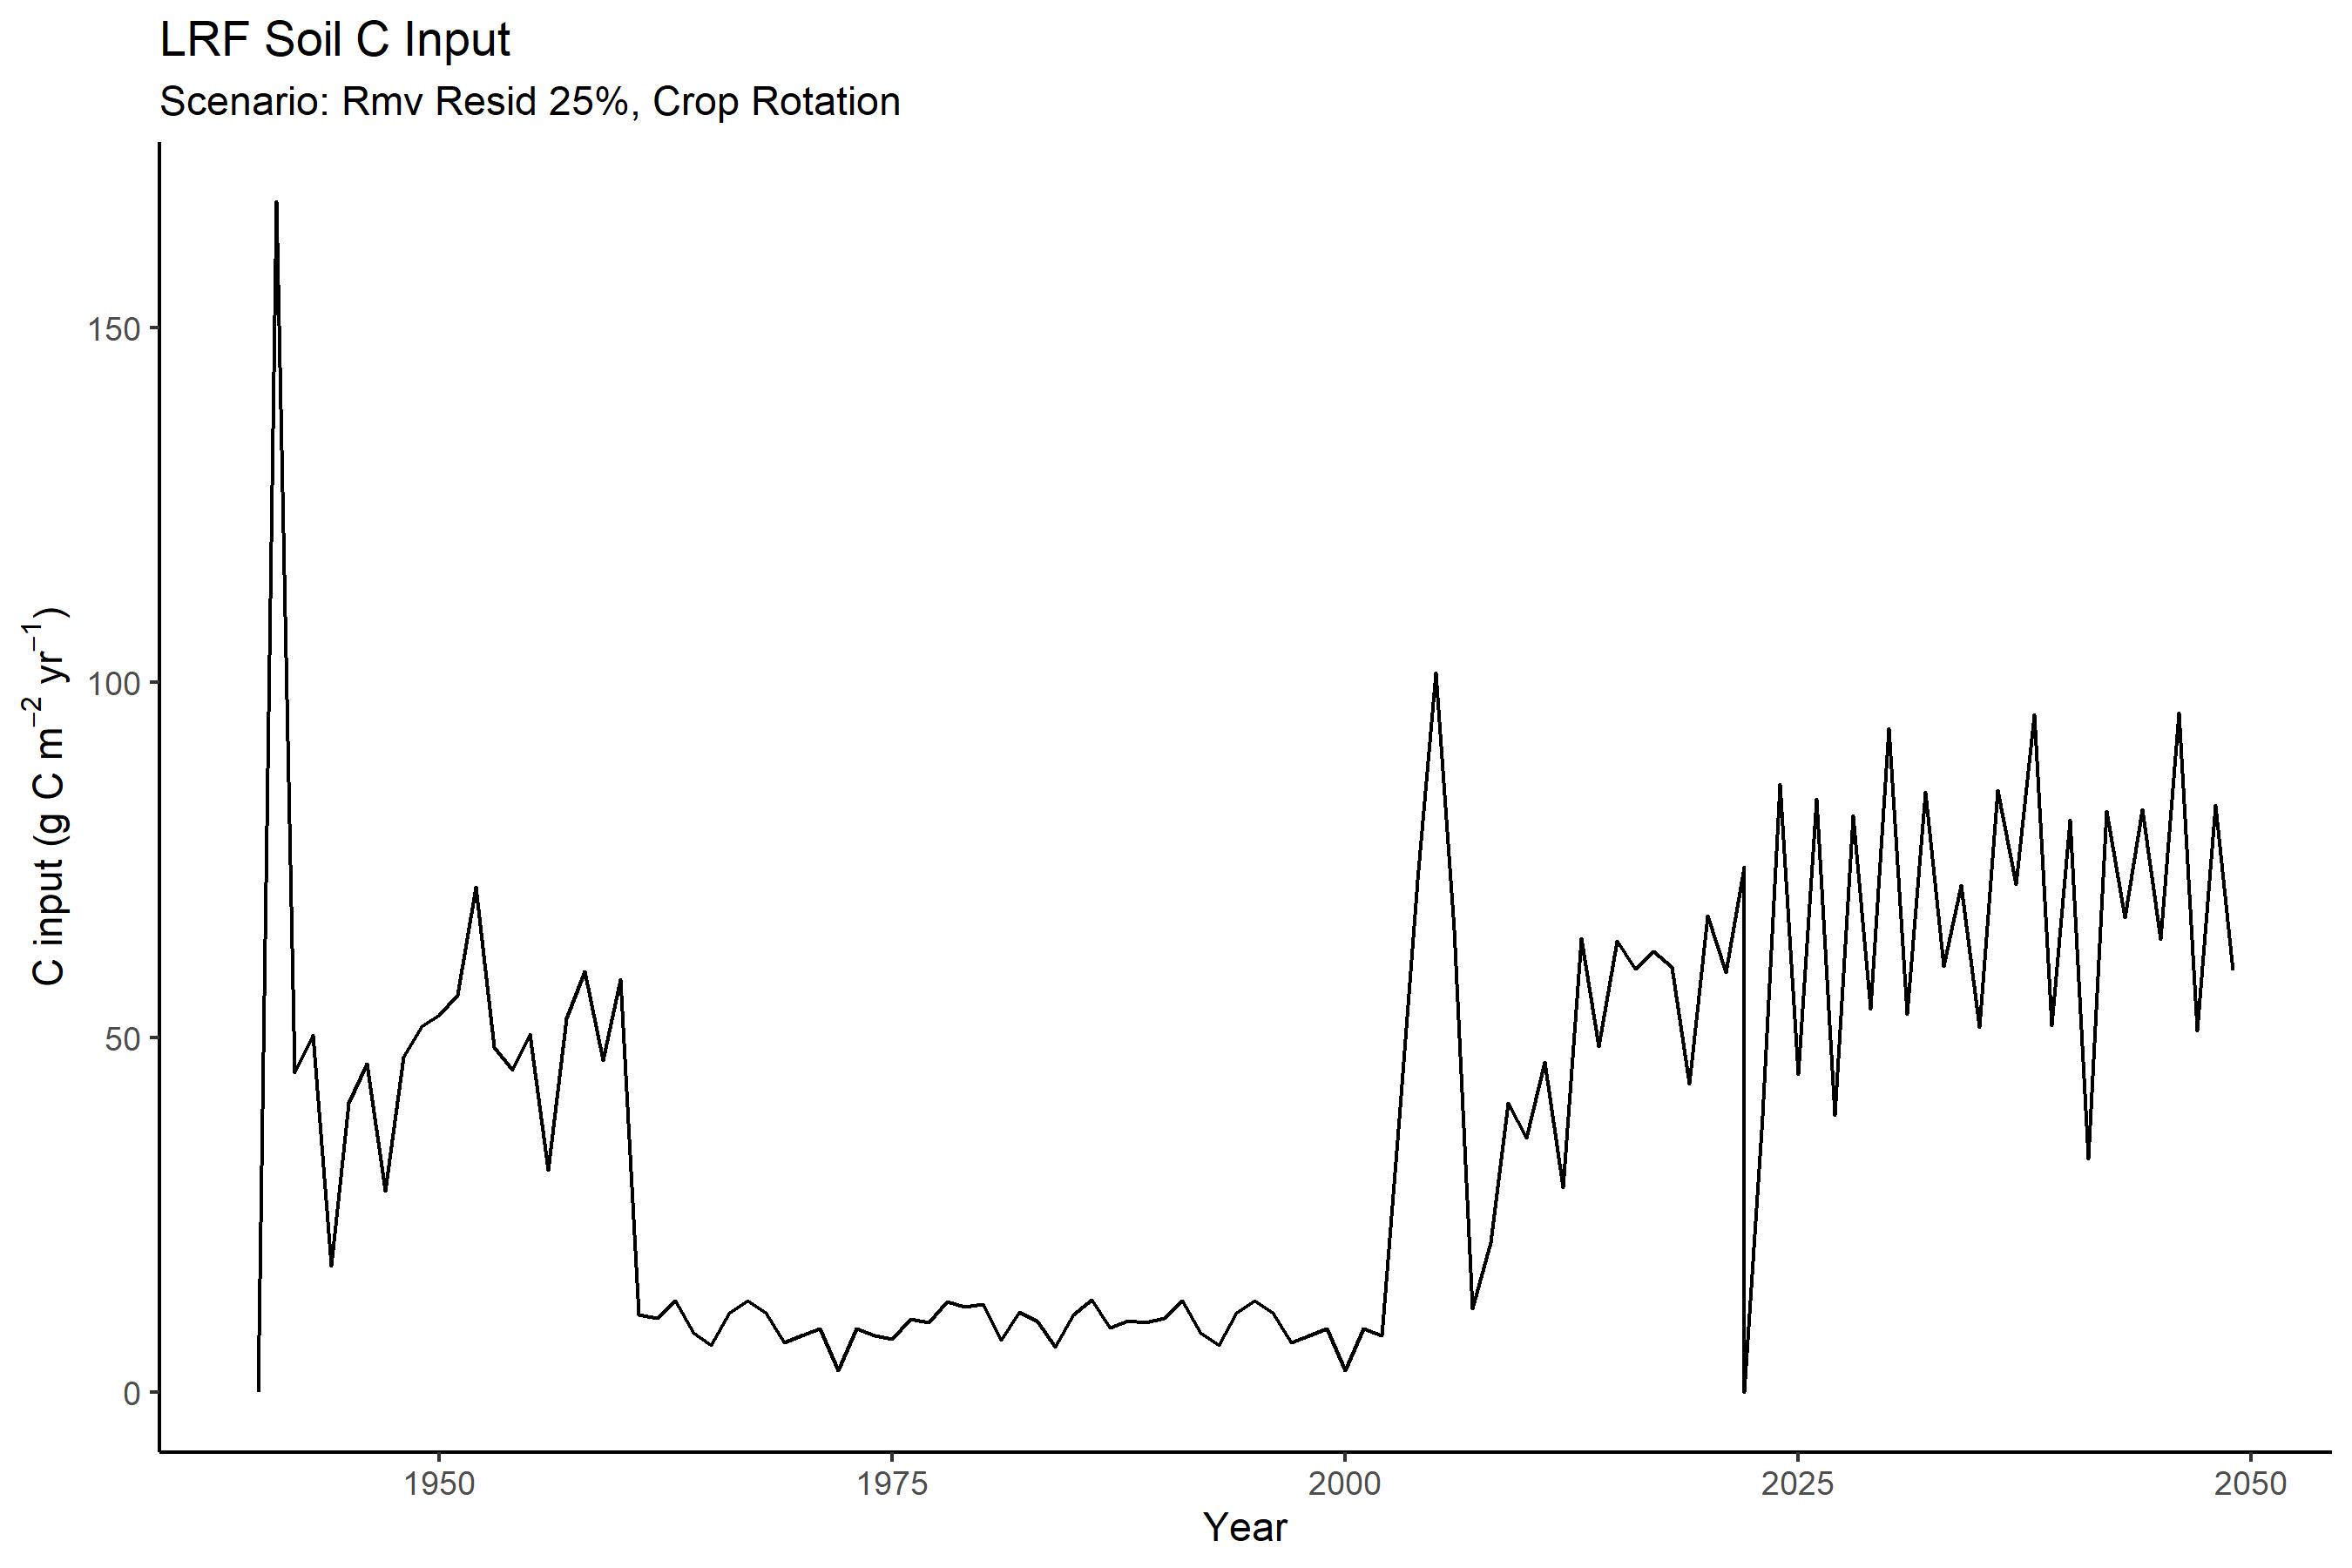 LRF Soil C Input
Scenario: Rmv Resid 25%, Crop Rotation
C input (g C m⁻² yr⁻¹)
150
100
50
0
1950 1975 2000 2025 2050
Year